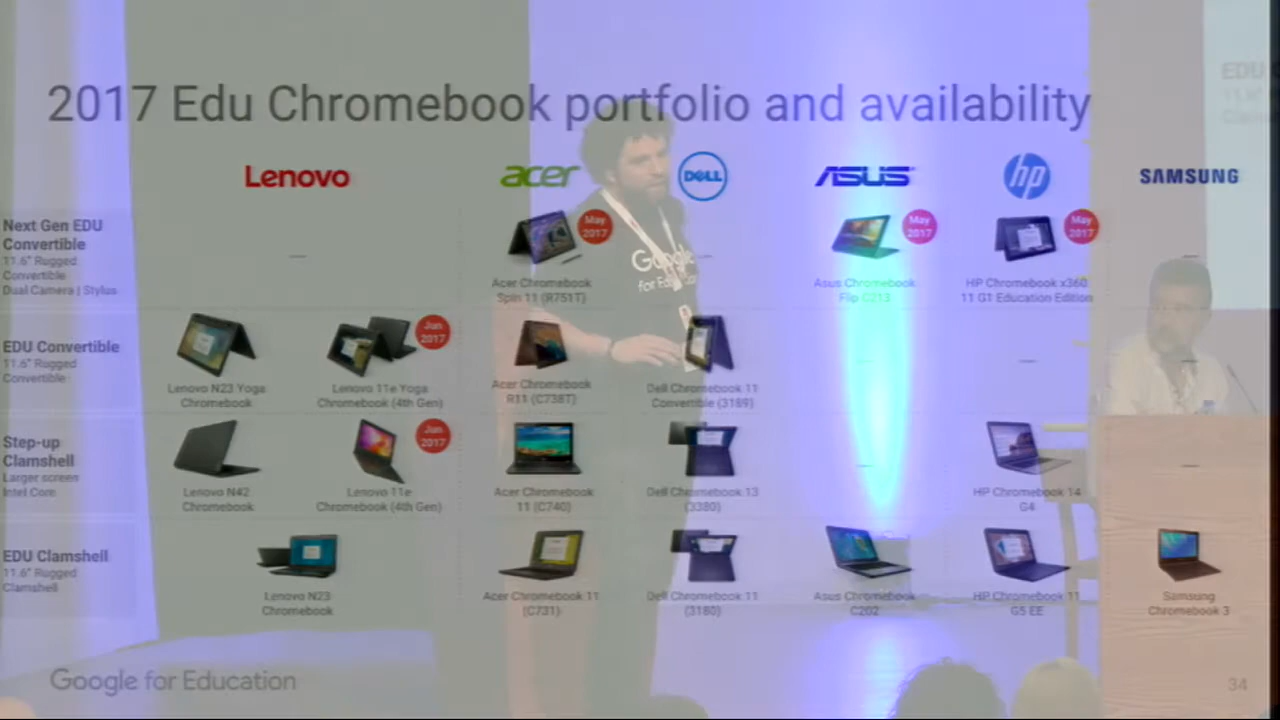 2017 Edu Chromebook portfolio and availability
Lenovo
acer
DELL
ASUS
hp
SAMSUNG
Next Gen EDU
Convertible
11.6" Rugged
Convertible
Dual Camera | Stylus
—
May
2017
Acer Chromebook
Spin 11 (R751T)
—
May
2017
Asus Chromebook
Flip C213
May
2017
HP Chromebook x360
11 G1 Education Edition
—
EDU Convertible
11.6" Rugged
Convertible
Lenovo N23 Yoga
Chromebook
Jun
2017
Lenovo 11e Yoga
Chromebook (4th Gen)
Acer Chromebook
R11 (C738T)
Dell Chromebook 11
Convertible (3189)
—
—
Step-up
Clamshell
Larger screen
Intel Core
Lenovo N42
Chromebook
Jun
2017
Lenovo 11e
Chromebook (4th Gen)
Acer Chromebook
11 (C740)
Dell Chromebook 13
(3380)
—
HP Chromebook 14
G4
—
EDU Clamshell
11.6" Rugged
Clamshell
Lenovo N23
Chromebook
Acer Chromebook 11
(C731)
Dell Chromebook 11
(3180)
Asus Chromebook
C202
HP Chromebook 11
G5 EE
Samsung
Chromebook 3
Google for Education
34
EDU